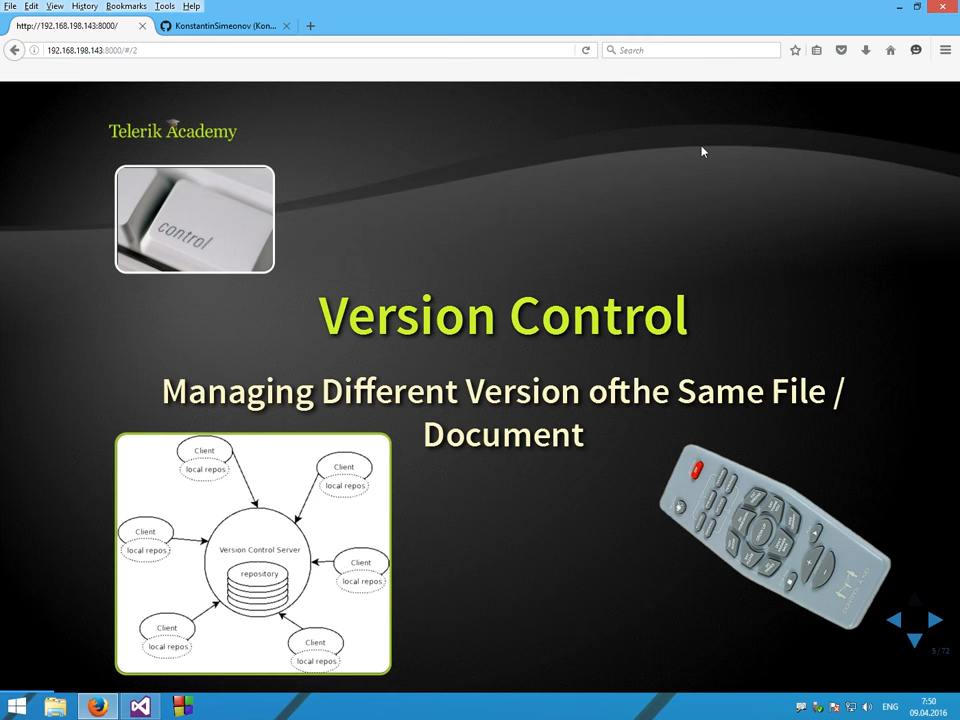 File Edit View History Bookmarks Tools Help
http://192.168.198.143:8000/
KonstantinSimeonov (Kon...
192.168.198.143:8000/#/2
Search
Telerik Academy
control
Version Control
Managing Different Version ofthe Same File /
Document
Client
local repos
Client
local repos
Client
local repos
Version Control Server
repository
Client
local repos
Client
local repos
Client
local repos
5 / 72
ENG
7:50
09.04.2016